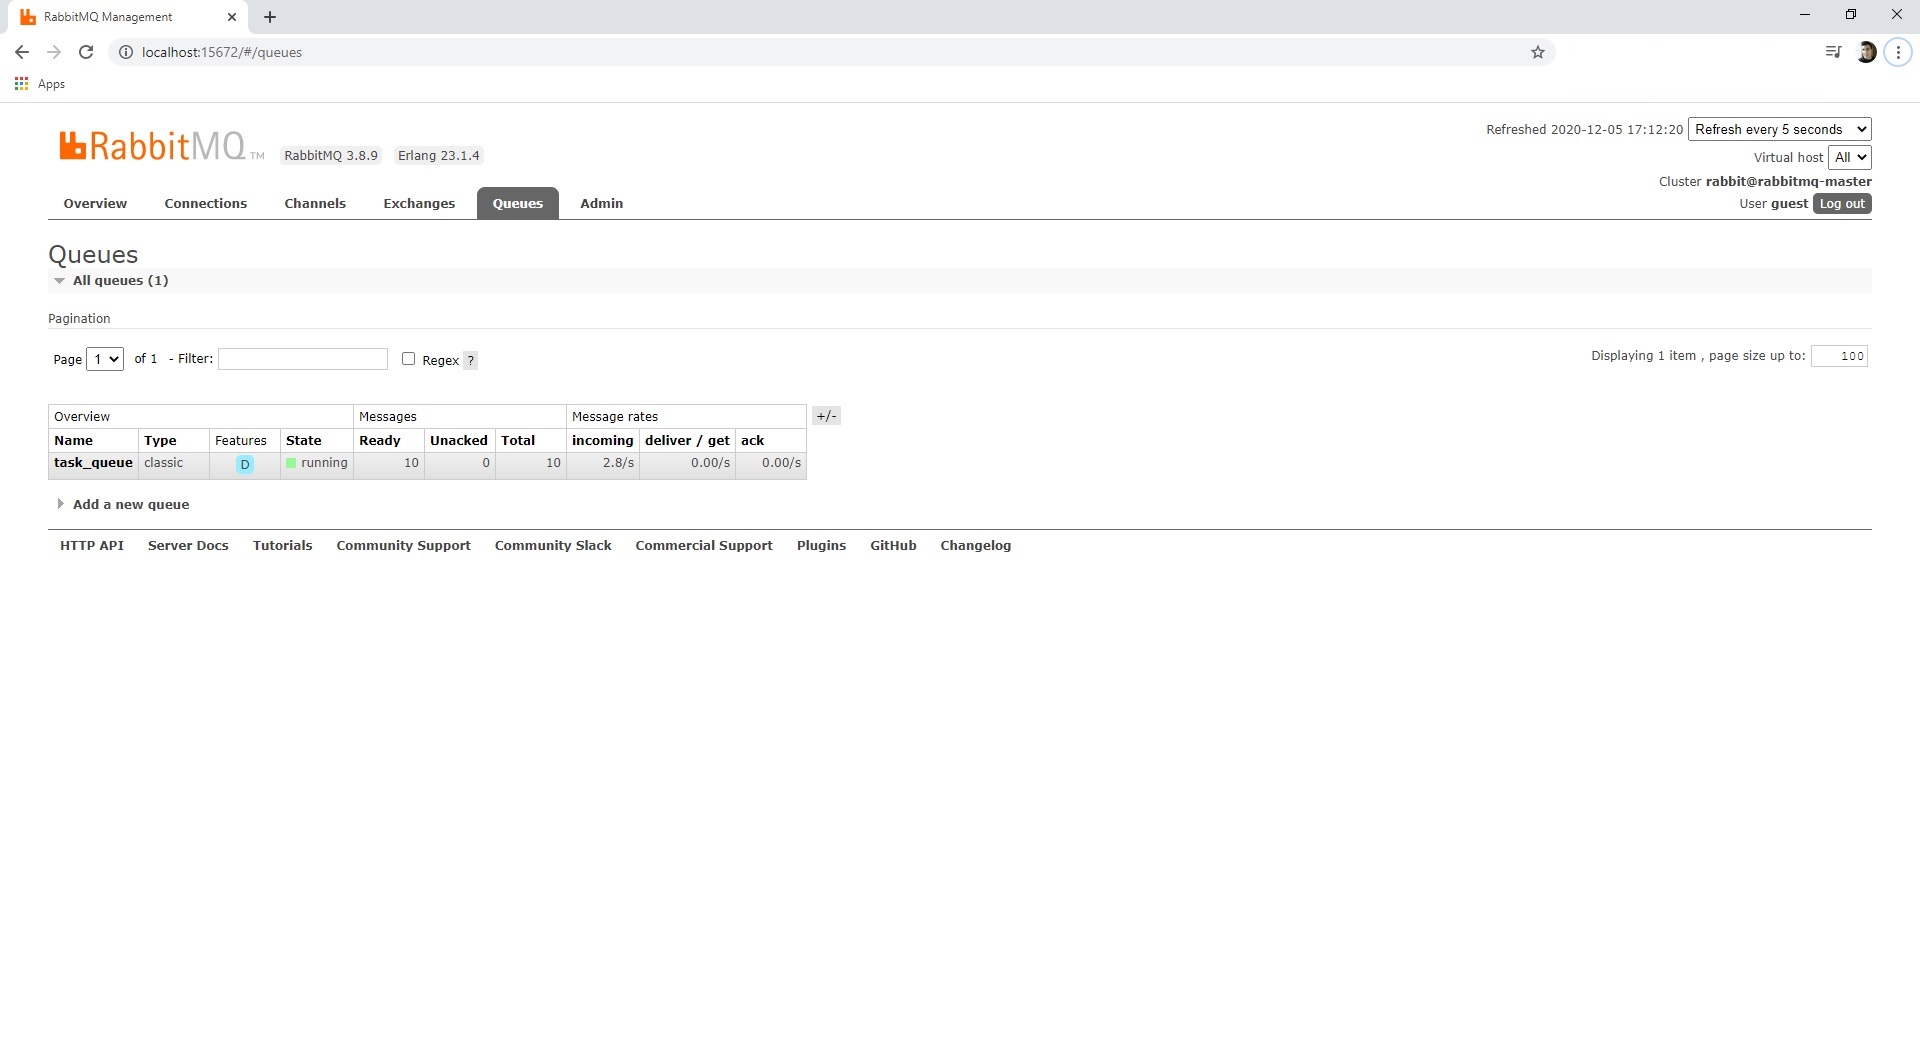 RabbitMQ Management
localhost:15672/#/queues
Apps
RabbitMQ TM RabbitMQ 3.8.9 Erlang 23.1.4
Refreshed 2020-12-05 17:12:20 Refresh every 5 seconds
Virtual host All
Cluster rabbit@rabbitmq-master
User guest Log out
Overview Connections Channels Exchanges Queues Admin
Queues
All queues (1)
Pagination
Page 1 of 1 - Filter: Regex ? Displaying 1 item , page size up to: 100
Overview Messages Message rates +/-
Name Type Features State Ready Unacked Total incoming deliver / get ack
task_queue classic D running 10 0 10 2.8/s 0.00/s 0.00/s
Add a new queue
HTTP API Server Docs Tutorials Community Support Community Slack Commercial Support Plugins GitHub Changelog